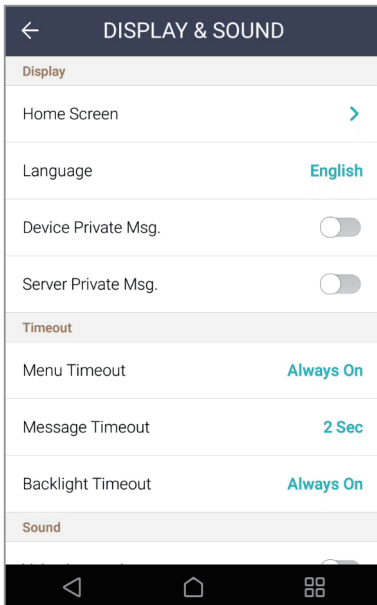 DISPLAY & SOUND
Display
Home Screen
Language English
Device Private Msg.
Server Private Msg.
Timeout
Menu Timeout Always On
Message Timeout 2 Sec
Backlight Timeout Always On
Sound